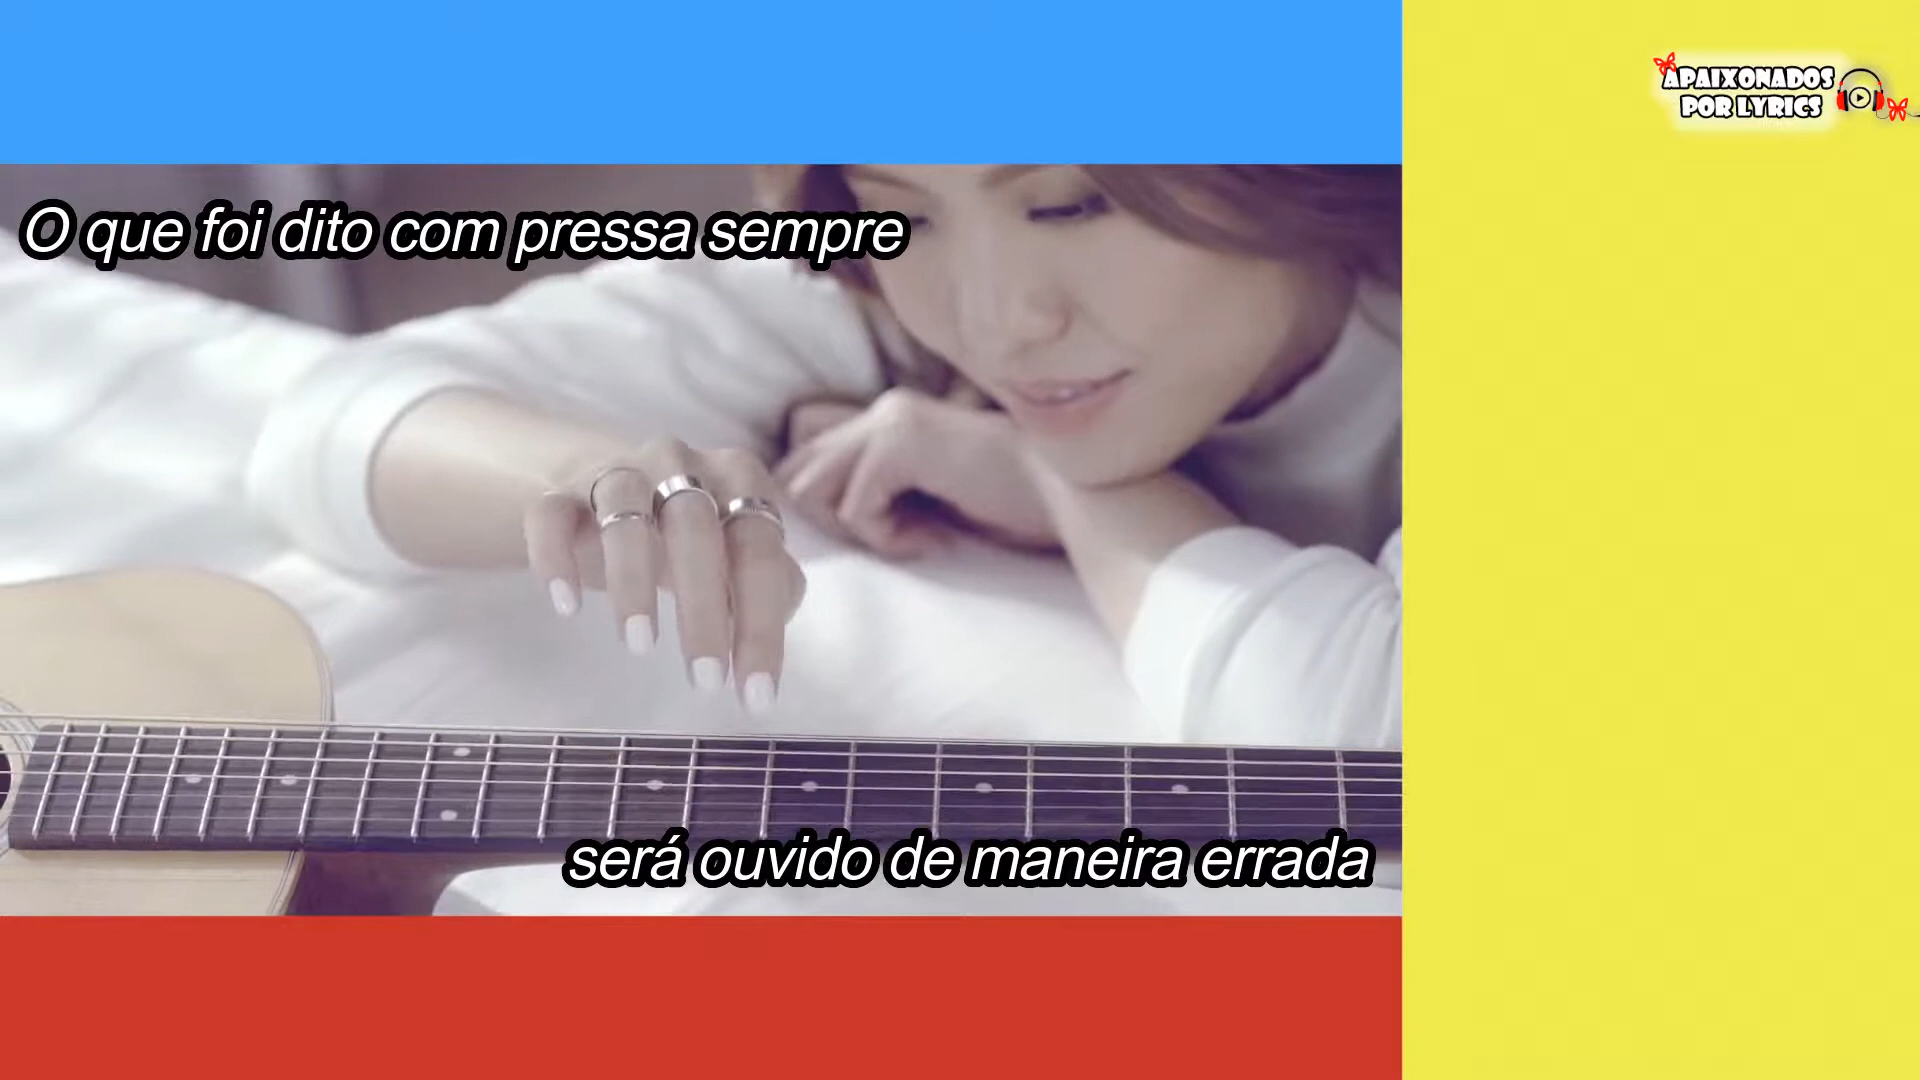 APAIXONADOS
POR LYRICS
O que foi dito com pressa sempre
será ouvido de maneira errada